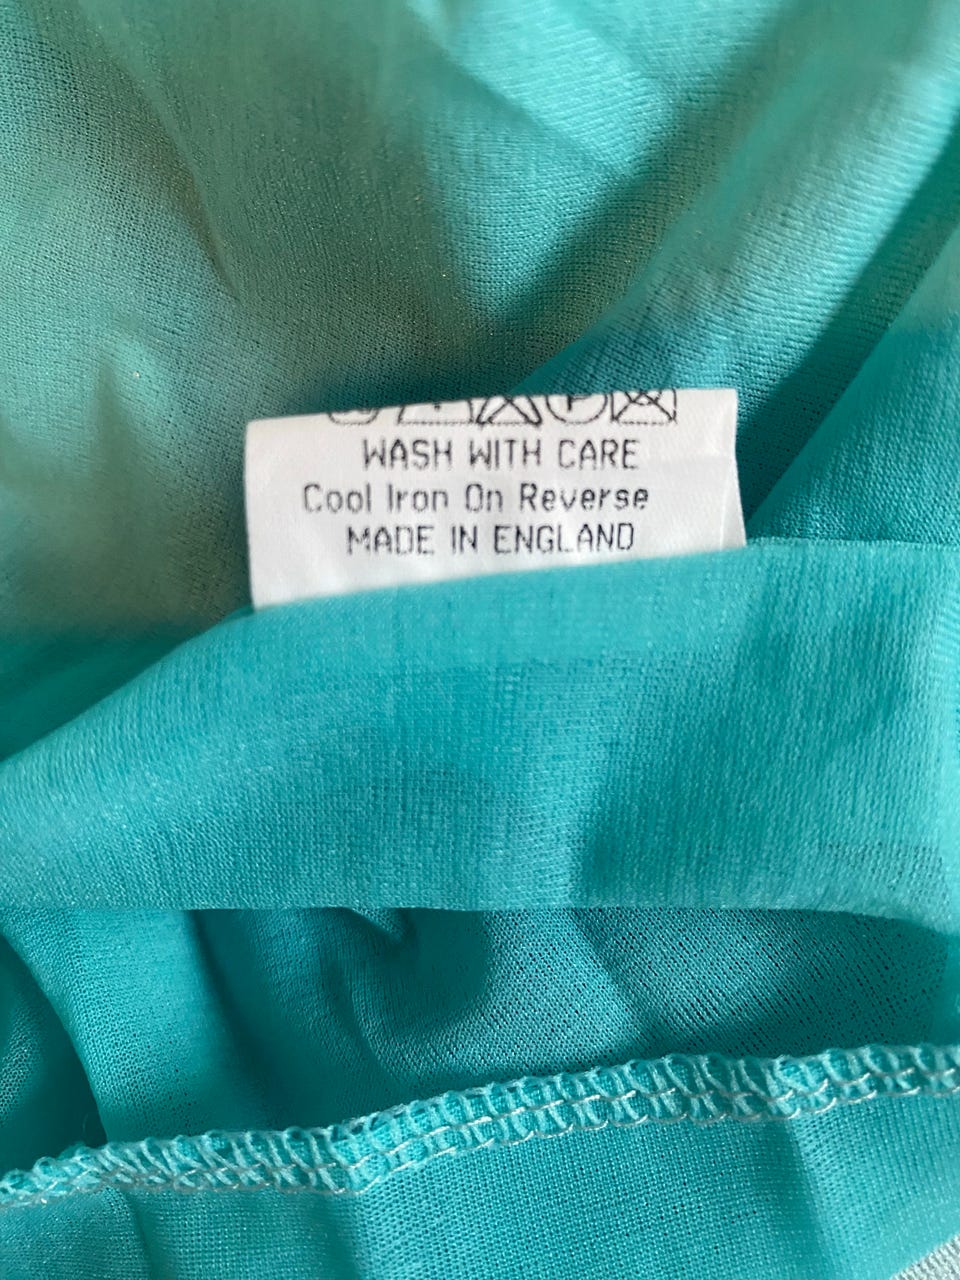 WASH WITH CARE
Cool Iron On Reverse
MADE IN ENGLAND